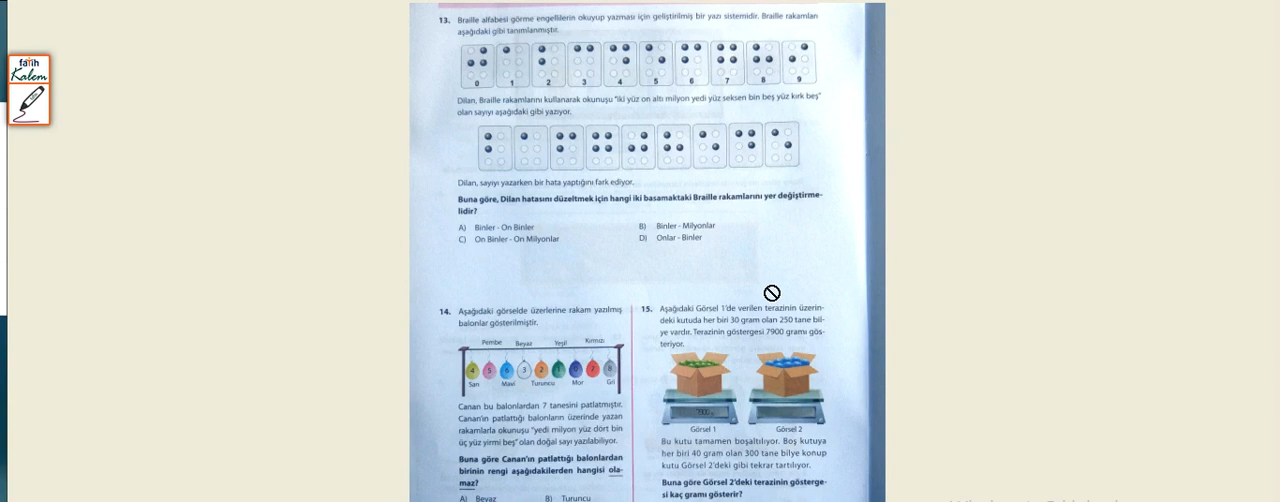 fatih
Kalem
13. Braille alfabesi görme engellilerin okuyup yazması için geliştirilmiş bir yazı sistemidir. Braille rakamları
aşağıdaki gibi tanımlanmıştır.
0 1 2 3 4 5 6 7 8 9
Dilan, Braille rakamlarını kullanarak okunuşu "iki yüz on altı milyon yedi yüz seksen bin beş yüz kırk beş"
olan sayıyı aşağıdaki gibi yazıyor.
Dilan, sayıyı yazarken bir hata yaptığını fark ediyor.
Buna göre, Dilan hatasını düzeltmek için hangi iki basamaktaki Braille rakamlarını yer değiştirme-
lidir?
A) Binler - On Binler
B) Binler - Milyonlar
C) On Binler - On Milyonlar
D) Onlar - Binler
14. Aşağıdaki görselde üzerlerine rakam yazılmış
balonlar gösterilmiştir.
Pembe Beyaz Yeşil Kırmızı
4 5 6 3 2 1 0 7 8
Sarı Mavi Turuncu Mor Gri
Canan bu balonlardan 7 tanesini patlatmıştır.
Canan'ın patlattığı balonların üzerinde yazan
rakamlarla okunuşu "yedi milyon yüz dört bin
üç yüz yirmi beş" olan doğal sayı yazılabiliyor.
Buna göre Canan'ın patlattığı balonlardan
birinin rengi aşağıdakilerden hangisi ola-
maz?
A) Beyaz B) Turuncu
15. Aşağıdaki Görsel 1'de verilen terazinin üzerin-
deki kutuda her biri 30 gram olan 250 tane bil-
ye vardır. Terazinin göstergesi 7900 gramı gös-
teriyor.
Görsel 1 Görsel 2
Bu kutu tamamen boşaltılıyor. Boş kutuya
her biri 40 gram olan 300 tane bilye konup
kutu Görsel 2'deki gibi tekrar tartılıyor.
Buna göre Görsel 2'deki terazinin gösterge-
si kaç gramı gösterir?